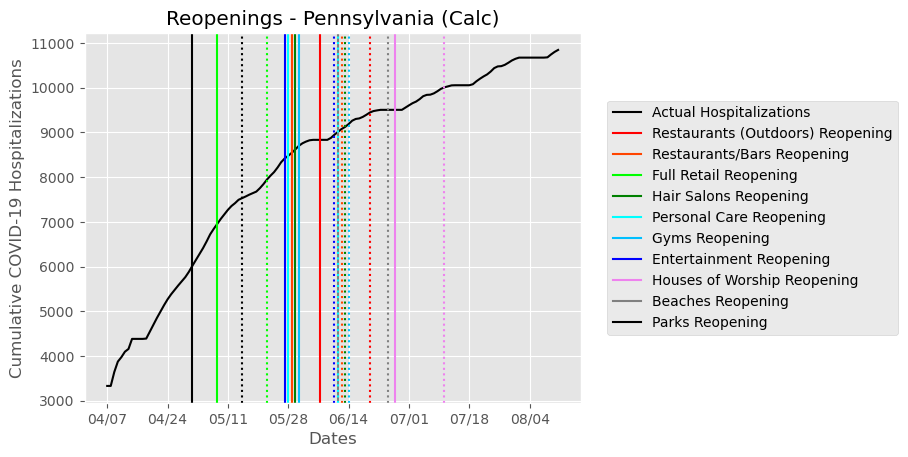 Reopenings - Pennsylvania (Calc)
Cumulative COVID-19 Hospitalizations
11000
10000
9000
8000
7000
6000
5000
4000
3000
04/07 04/24 05/11 05/28 06/14 07/01 07/18 08/04
Dates
Actual Hospitalizations
Restaurants (Outdoors) Reopening
Restaurants/Bars Reopening
Full Retail Reopening
Hair Salons Reopening
Personal Care Reopening
Gyms Reopening
Entertainment Reopening
Houses of Worship Reopening
Beaches Reopening
Parks Reopening